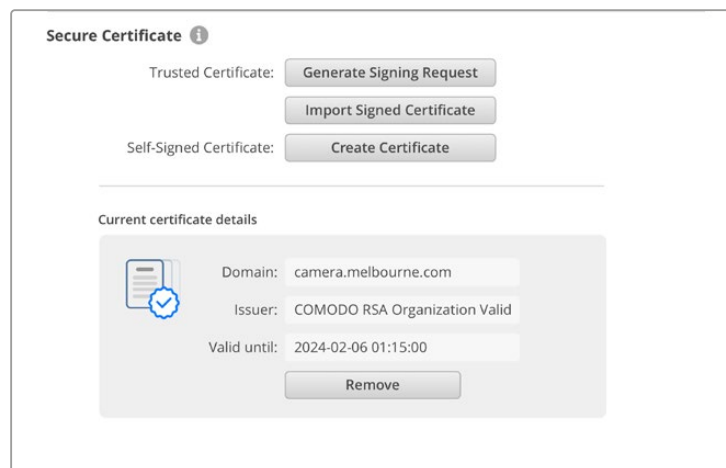 Secure Certificate
Trusted Certificate: Generate Signing Request
Import Signed Certificate
Self-Signed Certificate: Create Certificate
Current certificate details
Domain: camera.melbourne.com
Issuer: COMODO RSA Organization Valid
Valid until: 2024-02-06 01:15:00
Remove